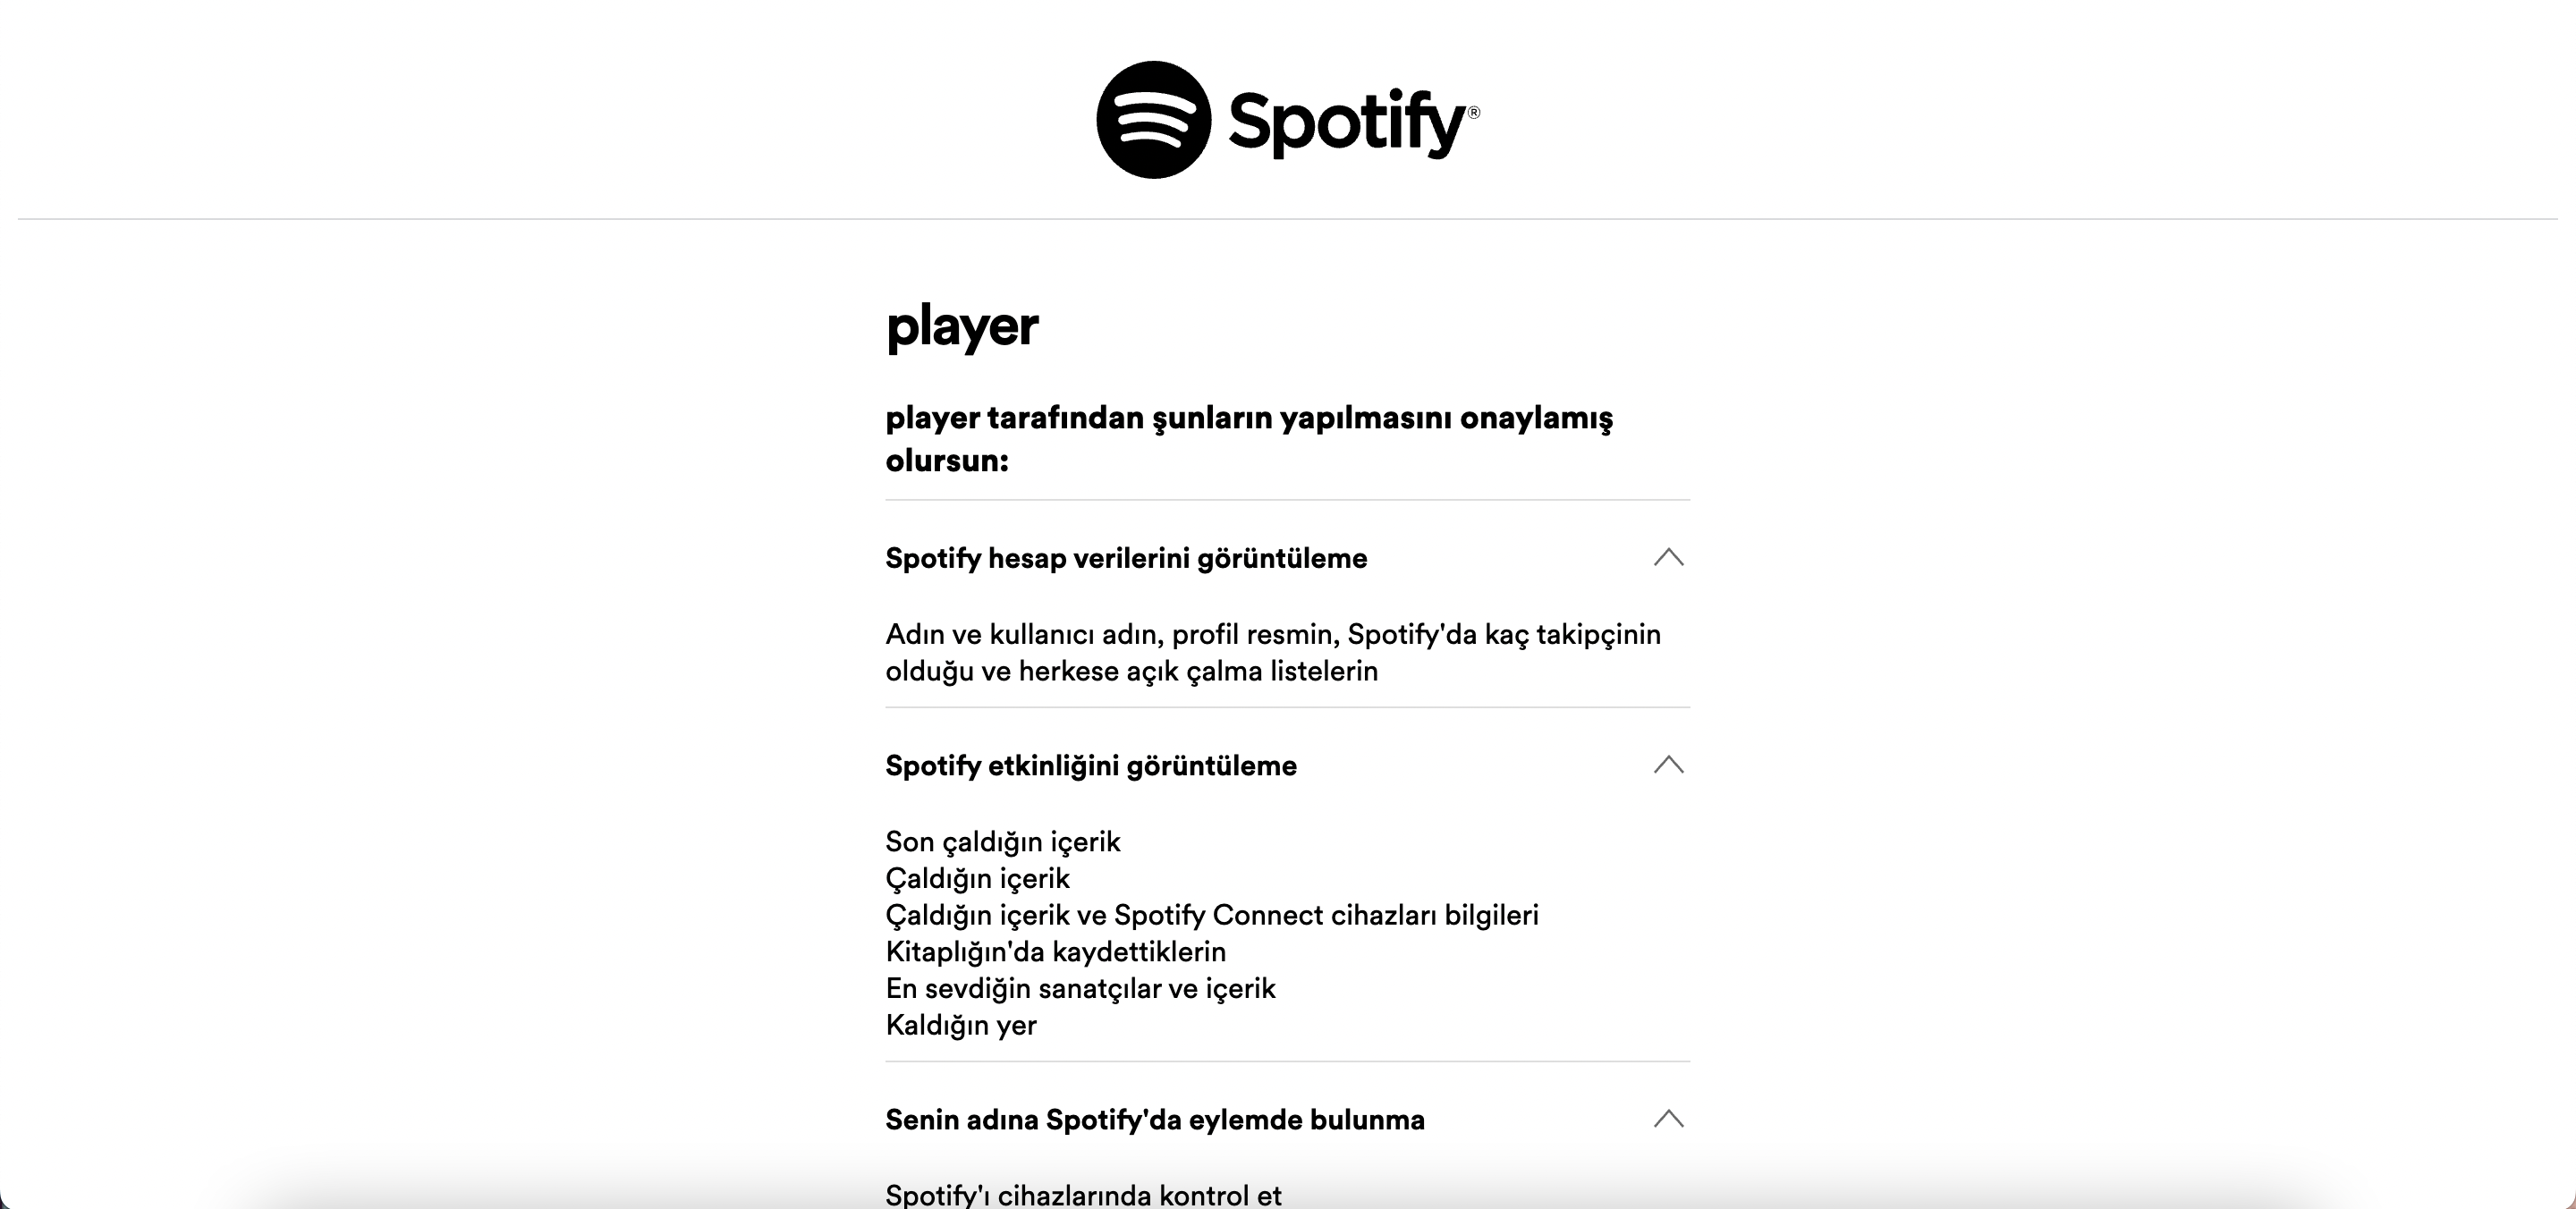 Spotify®
player
player tarafından şunların yapılmasını onaylamış
olursun:
Spotify hesap verilerini görüntüleme
Adın ve kullanıcı adın, profil resmin, Spotify'da kaç takipçinin
olduğu ve herkese açık çalma listelerin
Spotify etkinliğini görüntüleme
Son çaldığın içerik
Çaldığın içerik
Çaldığın içerik ve Spotify Connect cihazları bilgileri
Kitaplığın'da kaydettiklerin
En sevdiğin sanatçılar ve içerik
Kaldığın yer
Senin adına Spotify'da eylemde bulunma
Spotify'ı cihazlarında kontrol et